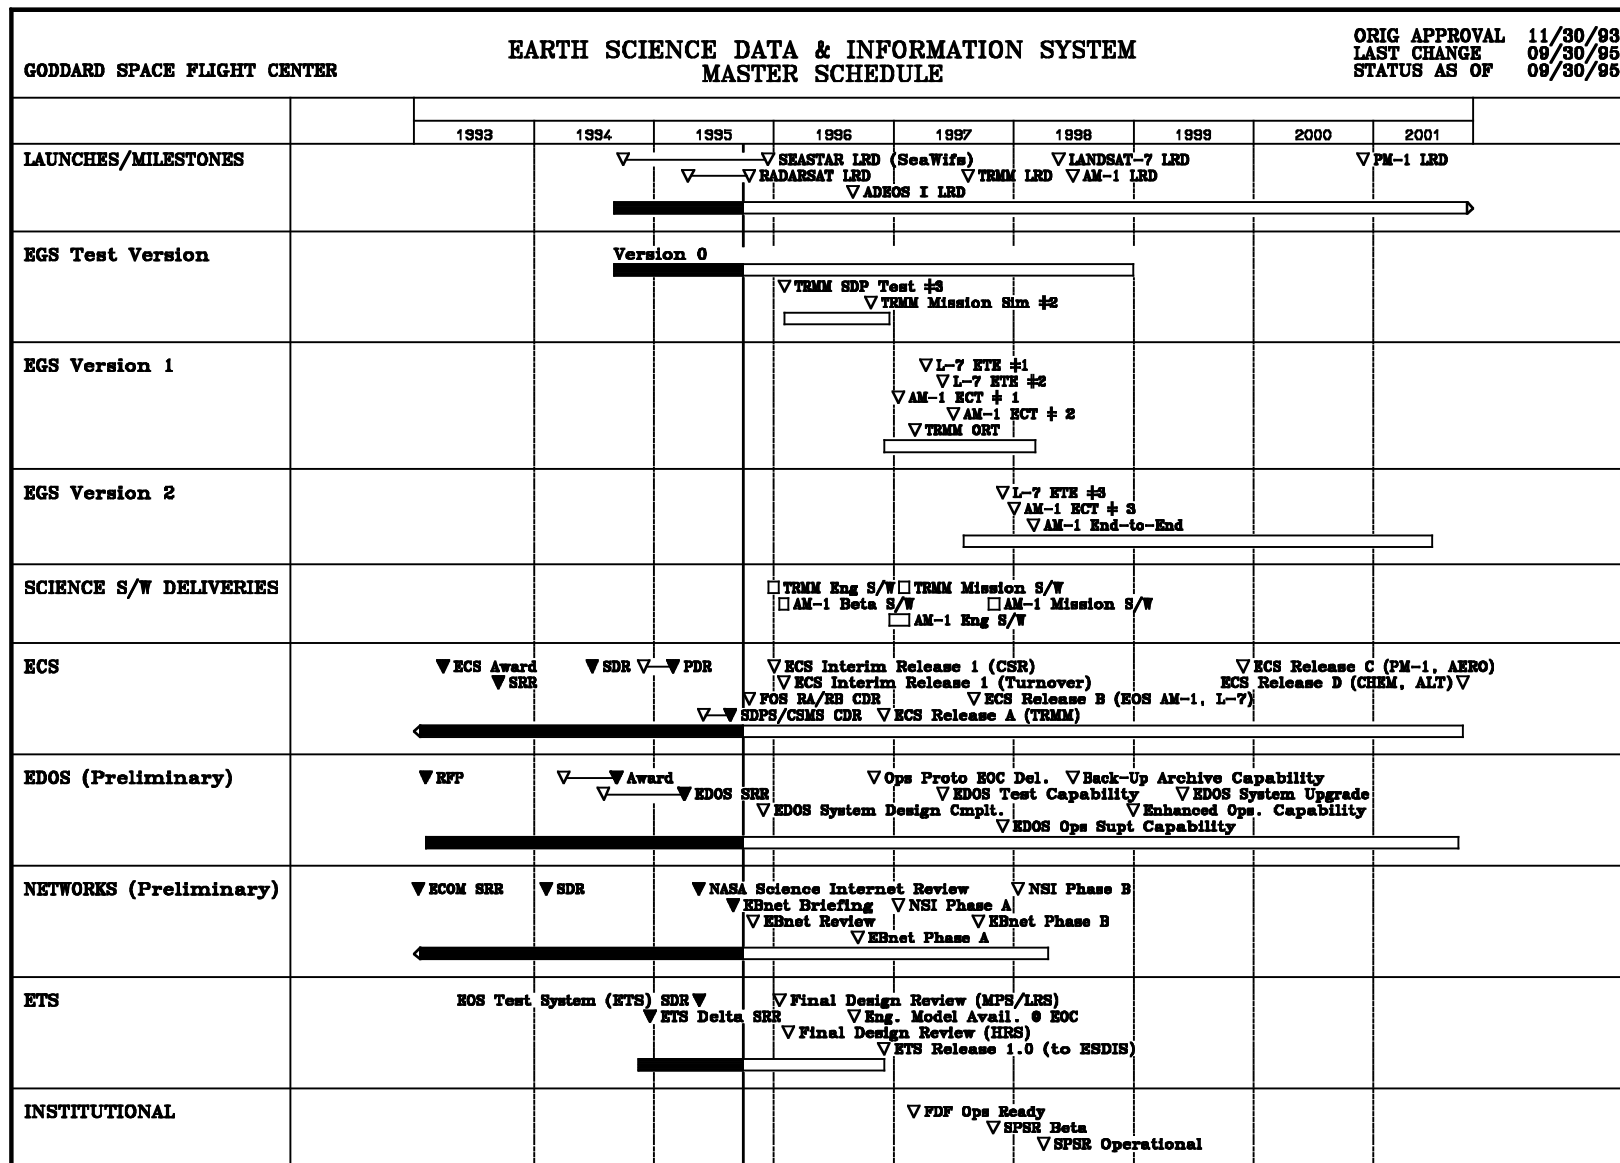 GODDARD SPACE FLIGHT CENTER
EARTH SCIENCE DATA & INFORMATION SYSTEM
MASTER SCHEDULE
ORIG APPROVAL 11/30/93
LAST CHANGE 09/30/95
STATUS AS OF 09/30/95
1993 1994 1995 1996 1997 1998 1999 2000 2001
LAUNCHES/MILESTONES
SEASTAR LRD (SeaWifs) LANDSAT-7 LRD PM-1 LRD
RADARSAT LRD TRMM LRD AM-1 LRD
ADEOS I LRD
EGS Test Version
Version 0
TRMM SDP Test #3
TRMM Mission Sim #2
EGS Version 1
L-7 ETE #1
L-7 ETE #2
AM-1 ECT # 1
AM-1 ECT # 2
TRMM ORT
EGS Version 2
L-7 ETE #3
AM-1 ECT # 3
AM-1 End-to-End
SCIENCE S/W DELIVERIES
TRMM Eng S/W TRMM Mission S/W
AM-1 Beta S/W AM-1 Mission S/W
AM-1 Eng S/W
ECS
ECS Award SDR PDR ECS Interim Release 1 (CSR) ECS Release C (PM-1, AERO)
SRR ECS Interim Release 1 (Turnover) ECS Release D (CHEM, ALT)
FOS RA/RB CDR ECS Release B (EOS AM-1, L-7)
SDPS/CSMS CDR ECS Release A (TRMM)
EDOS (Preliminary)
RFP Award Ops Proto EOC Del. Back-Up Archive Capability
EDOS SRR EDOS Test Capability EDOS System Upgrade
EDOS System Design Cmplt. Enhanced Ops. Capability
EDOS Ops Supt Capability
NETWORKS (Preliminary)
ECOM SRR SDR NASA Science Internet Review NSI Phase B
EBnet Briefing NSI Phase A
EBnet Review EBnet Phase B
EBnet Phase A
ETS
EOS Test System (ETS) SDR Final Design Review (MPS/LRS)
ETS Delta SRR Eng. Model Avail. @ EOC
Final Design Review (HRS)
ETS Release 1.0 (to ESDIS)
INSTITUTIONAL
FDF Ops Ready
SPSR Beta
SPSR Operational